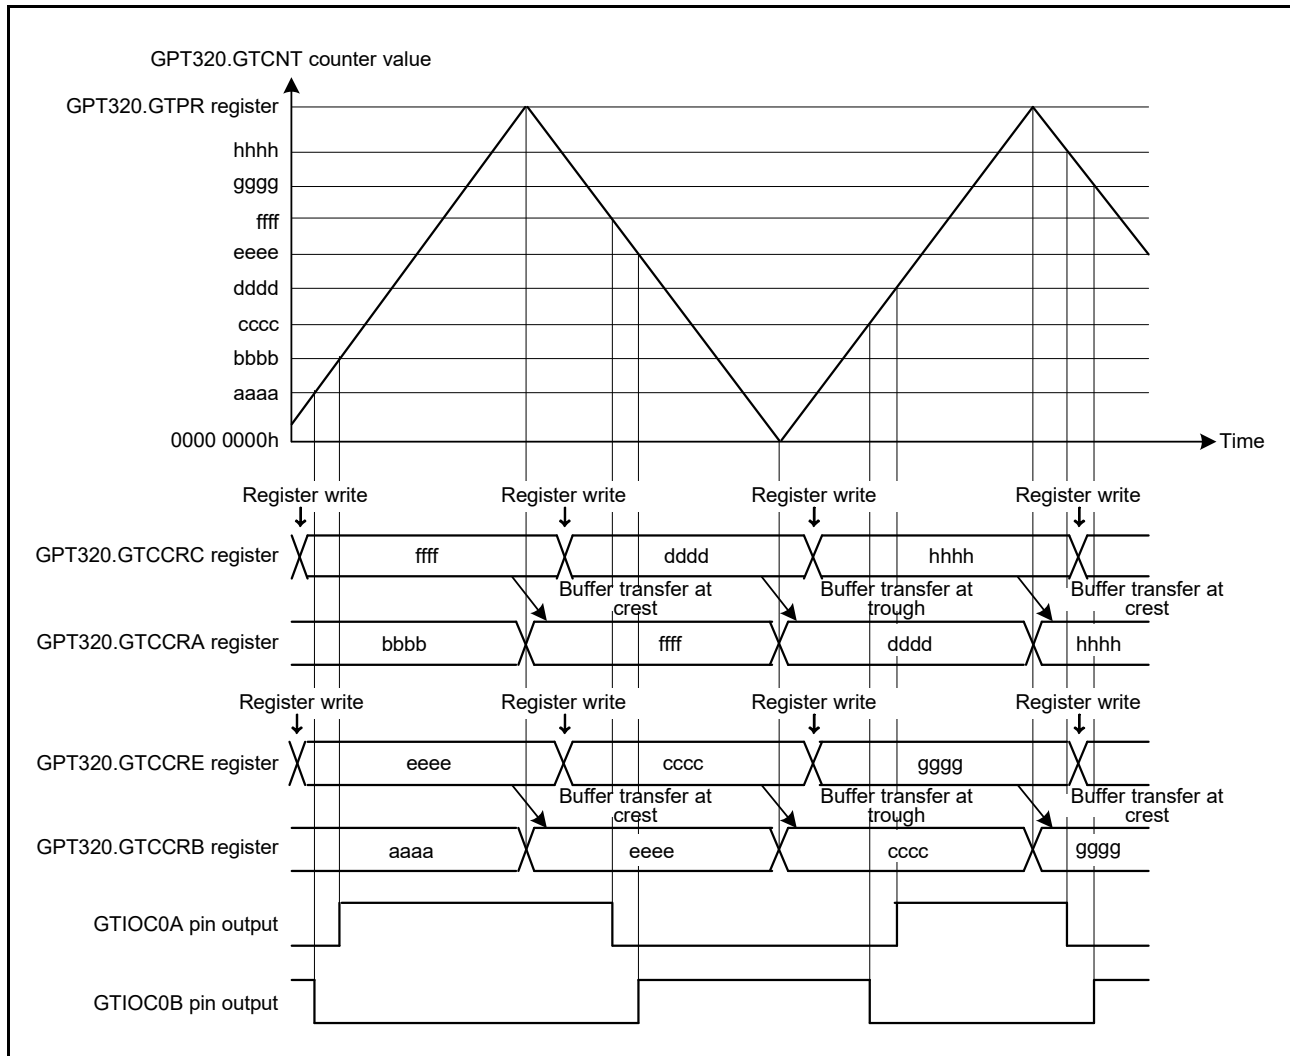 GPT320.GTCNT counter value
GPT320.GTPR register
hhhh
gggg
ffff
eeee
dddd
cccc
bbbb
aaaa
0000 0000h
Time
Register write
Register write
Register write
Register write
GPT320.GTCCRC register
ffff
dddd
hhhh
Buffer transfer at
crest
Buffer transfer at
trough
Buffer transfer at
crest
GPT320.GTCCRA register
bbbb
ffff
dddd
hhhh
Register write
Register write
Register write
Register write
GPT320.GTCCRE register
eeee
cccc
gggg
Buffer transfer at
crest
Buffer transfer at
trough
Buffer transfer at
crest
GPT320.GTCCRB register
aaaa
eeee
cccc
gggg
GTIOC0A pin output
GTIOC0B pin output